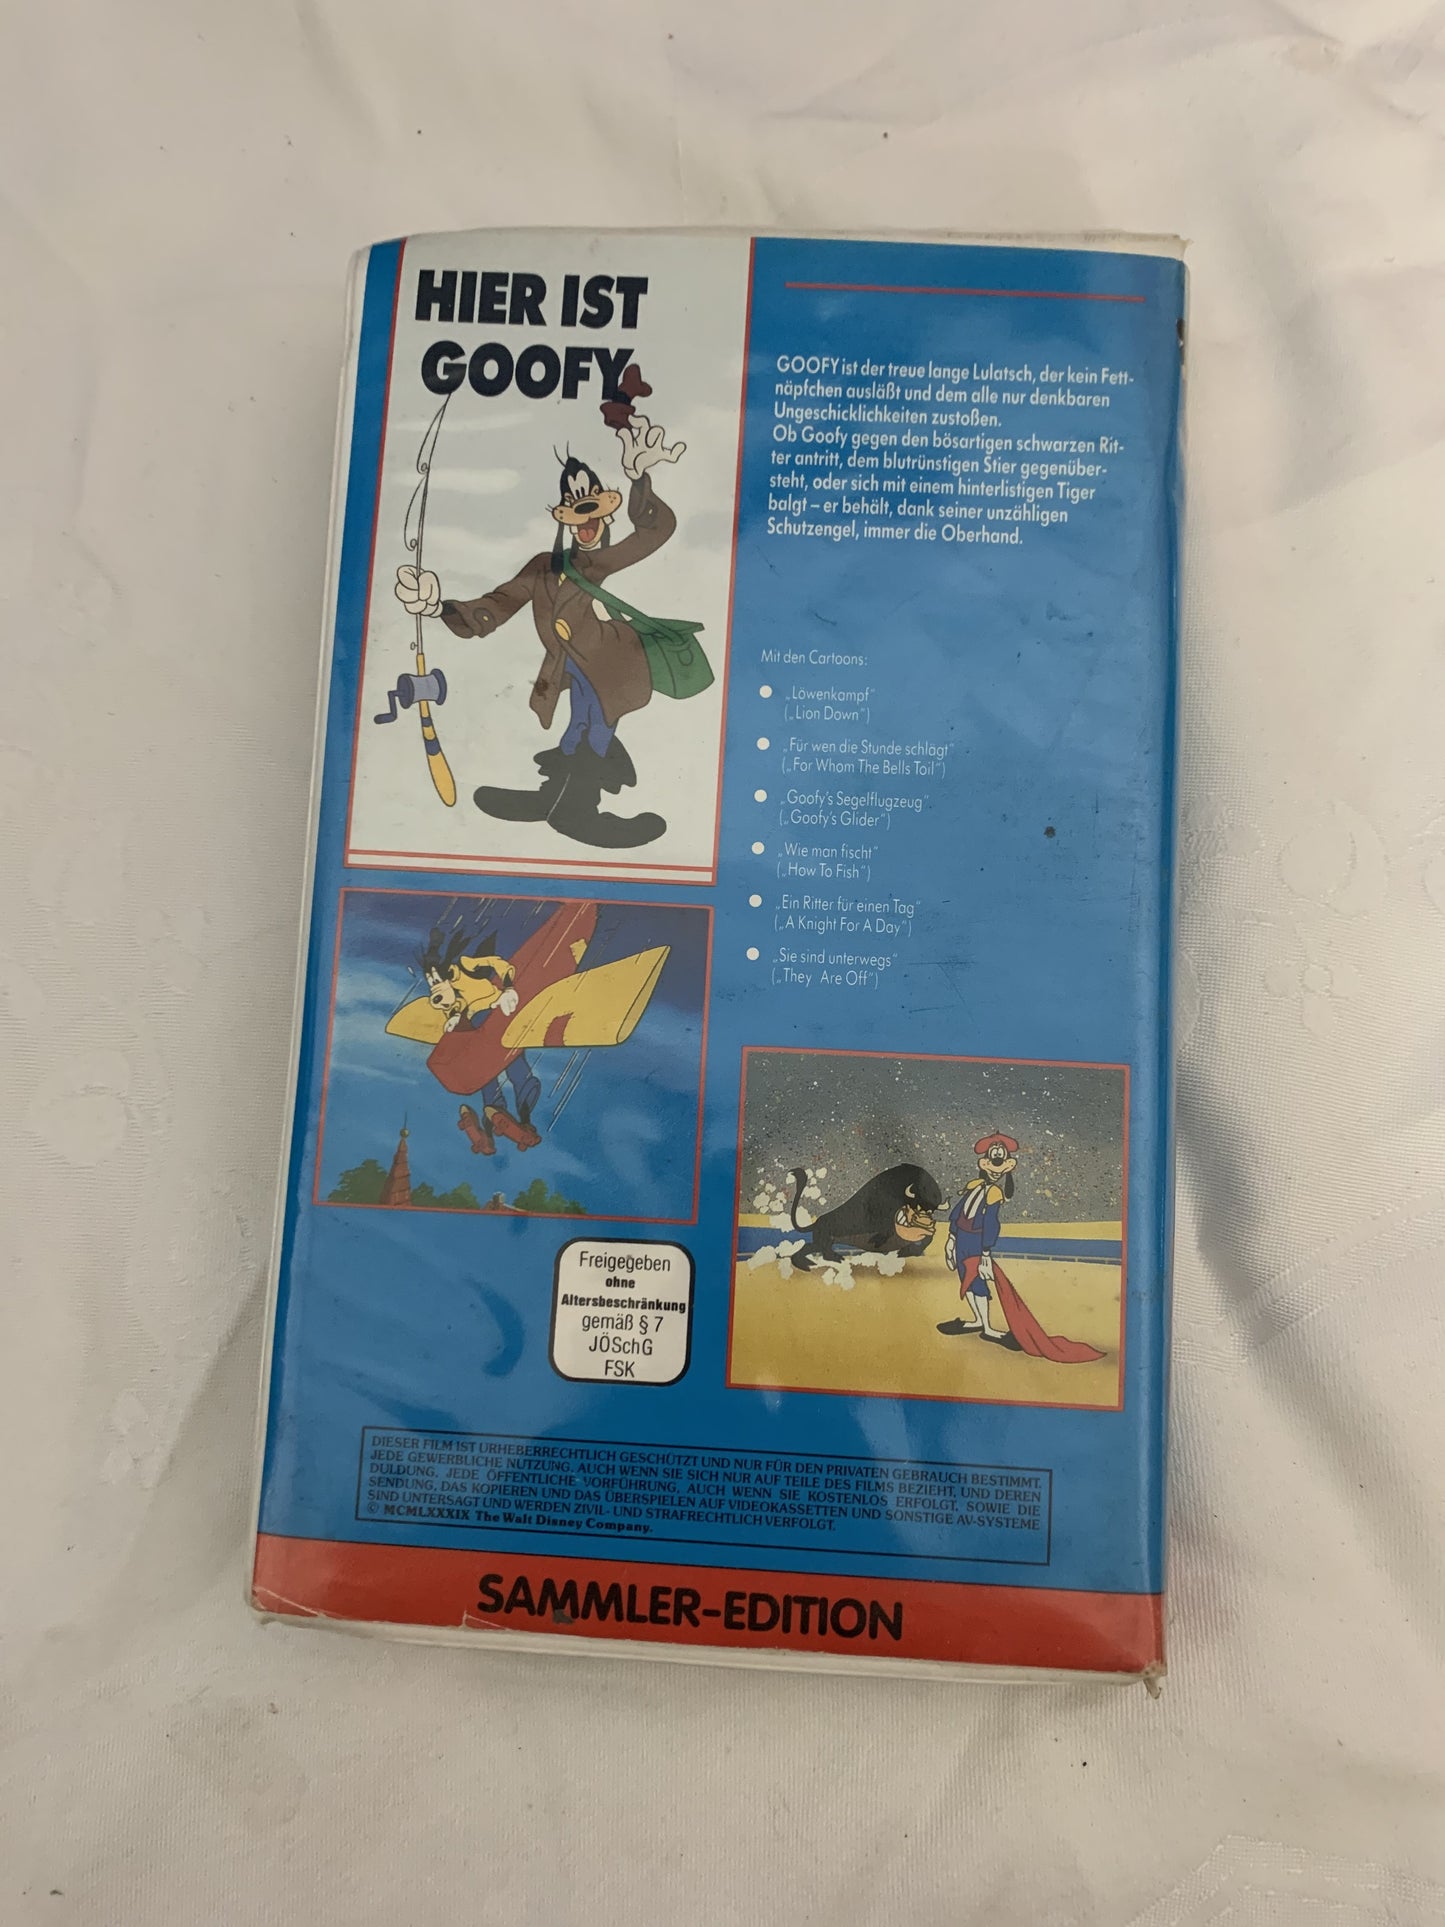 HIER IST
GOOFY
GOOFY ist der treue lange Lulatsch, der kein Fett-
näpfchen ausläßt und dem alle nur denkbaren
Ungeschicklichkeiten zustoßen.
Ob Goofy gegen den bösartigen schwarzen Rit-
ter antritt, dem blutrünstigen Stier gegenüber-
steht, oder sich mit einem hinterlistigen Tiger
balgt – er behält, dank seiner unzähligen
Schutzengel, immer die Oberhand.
Mit den Cartoons:
● „Löwenkampf"
(„Lion Down")
● „Für wen die Stunde schlägt"
(„For Whom The Bells Toil")
● „Goofy's Segelflugzeug".
(„Goofy's Glider")
● „Wie man fischt"
(„How To Fish")
● „Ein Ritter für einen Tag"
(„A Knight For A Day")
● „Sie sind unterwegs"
(„They Are Off")
Freigegeben
ohne
Altersbeschränkung
gemäß § 7
JÖSchG
FSK
DIESER FILM IST URHEBERRECHTLICH GESCHÜTZT UND NUR FÜR DEN PRIVATEN GEBRAUCH BESTIMMT.
JEDE GEWERBLICHE NUTZUNG, AUCH WENN SIE SICH NUR AUF TEILE DES FILMS BEZIEHT, UND DEREN
DULDUNG, JEDE ÖFFENTLICHE VORFÜHRUNG, AUCH WENN SIE KOSTENLOS ERFOLGT, SOWIE DIE
SENDUNG, DAS KOPIEREN UND DAS ÜBERSPIELEN AUF VIDEOKASSETTEN UND SONSTIGE AV-SYSTEME
SIND UNTERSAGT UND WERDEN ZIVIL- UND STRAFRECHTLICH VERFOLGT.
© MCMLXXXIX The Walt Disney Company.
SAMMLER-EDITION